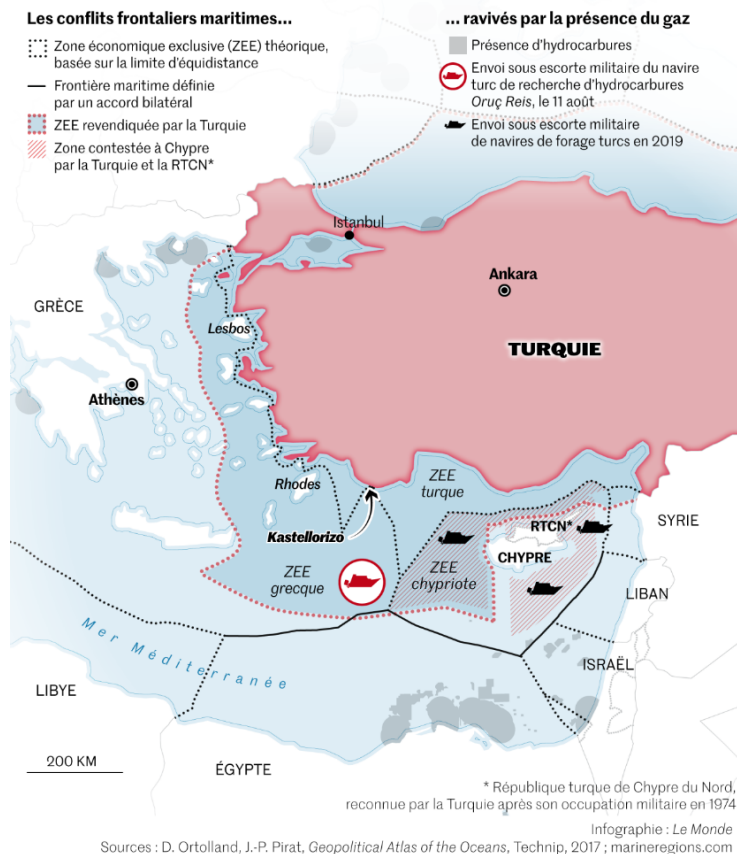 Les conflits frontaliers maritimes...
Zone économique exclusive (ZEE) théorique,
basée sur la limite d'équidistance
Frontière maritime définie
par un accord bilatéral
ZEE revendiquée par la Turquie
Zone contestée à Chypre
par la Turquie et la RTCN*
... ravivés par la présence du gaz
Présence d'hydrocarbures
Envoi sous escorte militaire du navire
turc de recherche d'hydrocarbures
Oruç Reis, le 11 août
Envoi sous escorte militaire
de navires de forage turcs en 2019
Istanbul
Ankara
GRÈCE
Lesbos
TURQUIE
Athènes
Rhodes
ZEE
turque
Kastellorizo
RTCN*
SYRIE
CHYPRE
ZEE
grecque
ZEE
chypriote
LIBAN
Mer Méditerranée
ISRAËL
LIBYE
200 KM
ÉGYPTE
* République turque de Chypre du Nord,
reconnue par la Turquie après son occupation militaire en 1974
Infographie : Le Monde
Sources : D. Ortolland, J.-P. Pirat, Geopolitical Atlas of the Oceans, Technip, 2017 ; marineregions.com